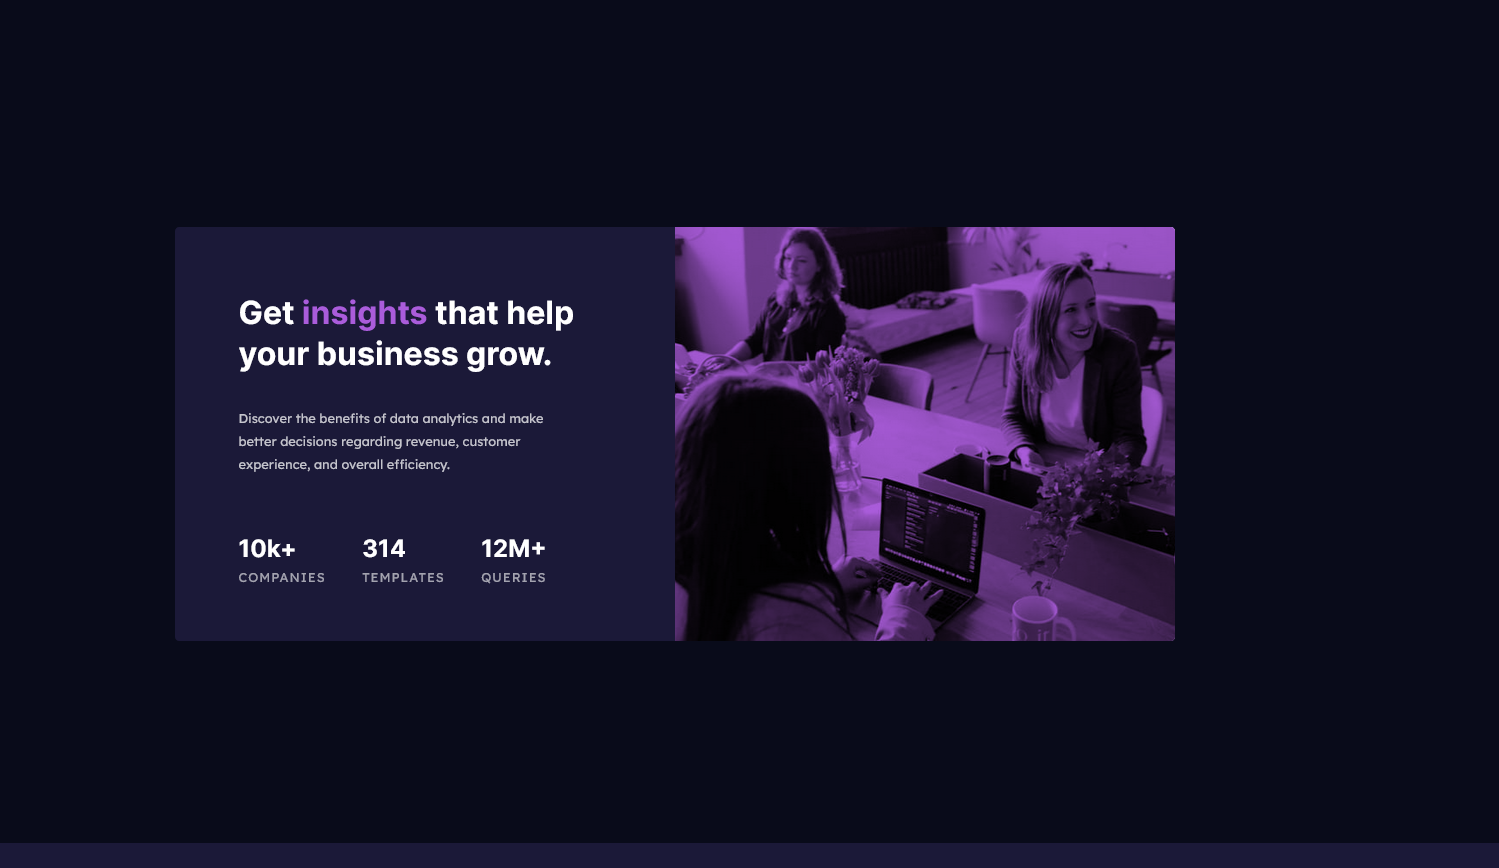 Get insights that help
your business grow.
Discover the benefits of data analytics and make
better decisions regarding revenue, customer
experience, and overall efficiency.
10k+ 314 12M+
COMPANIES TEMPLATES QUERIES